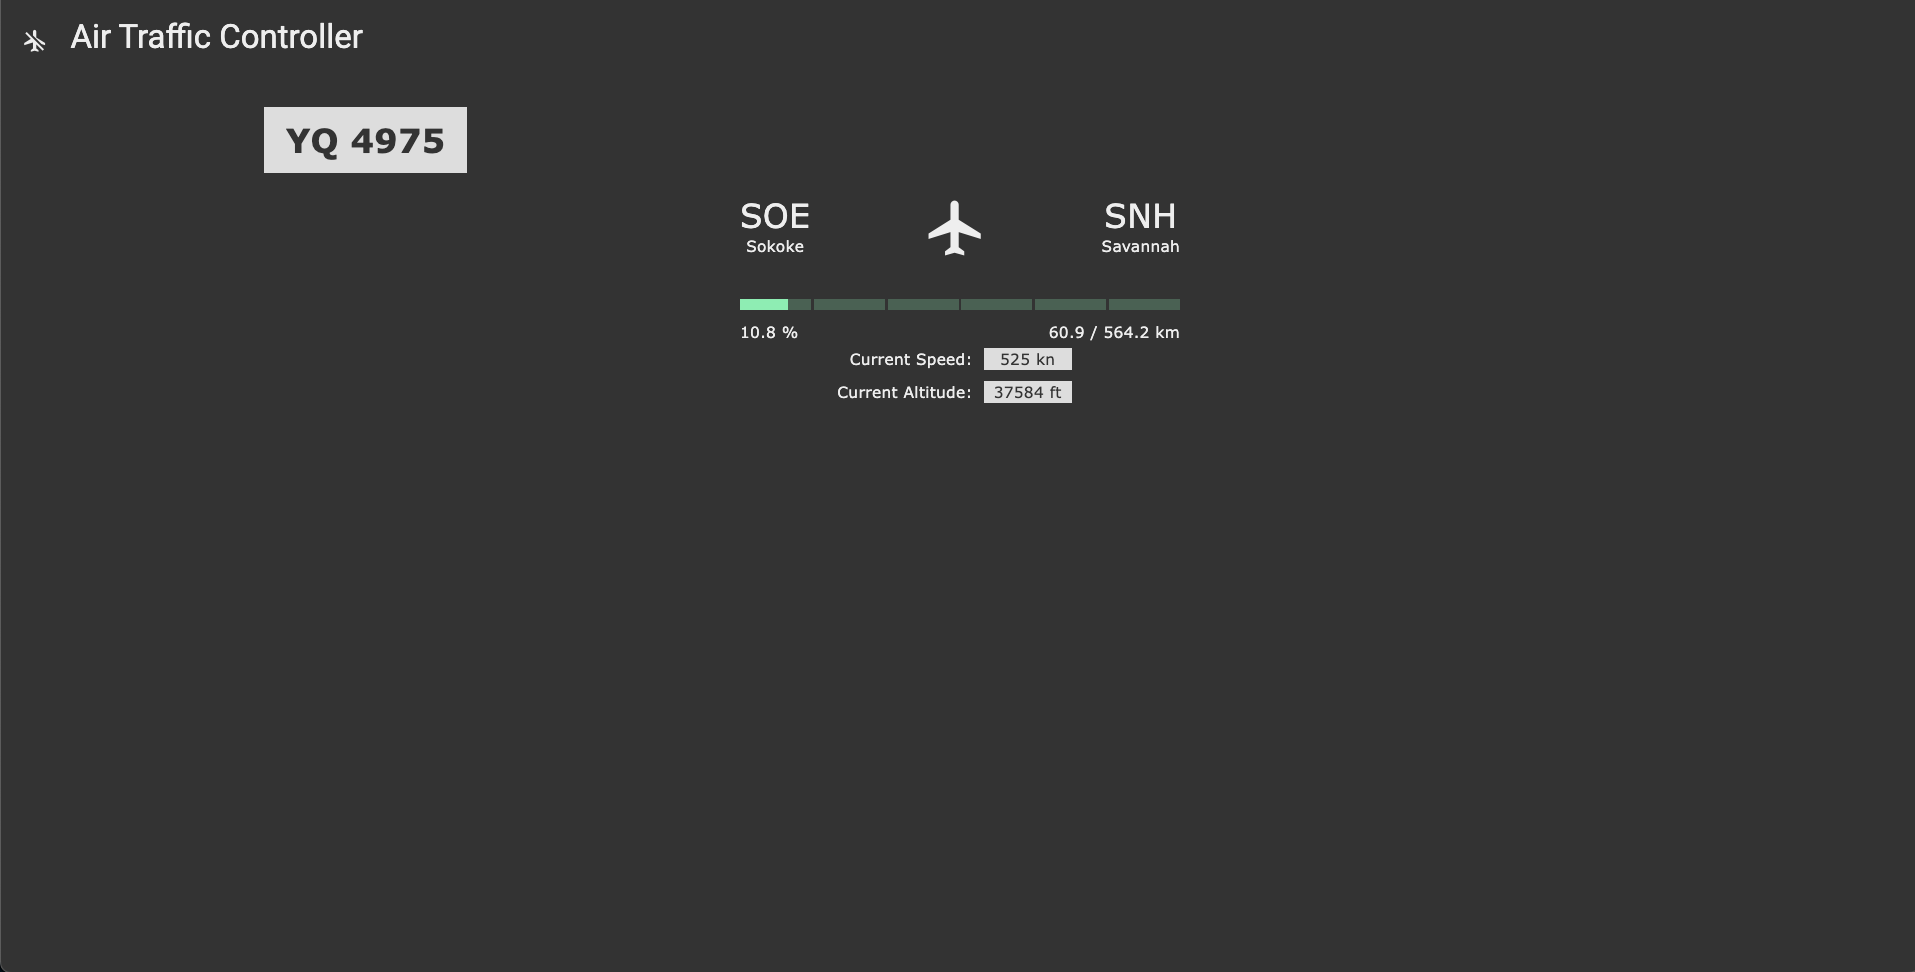 Air Traffic Controller
YQ 4975
SOE SNH
Sokoke Savannah
10.8 % 60.9 / 564.2 km
Current Speed: 525 kn
Current Altitude: 37584 ft